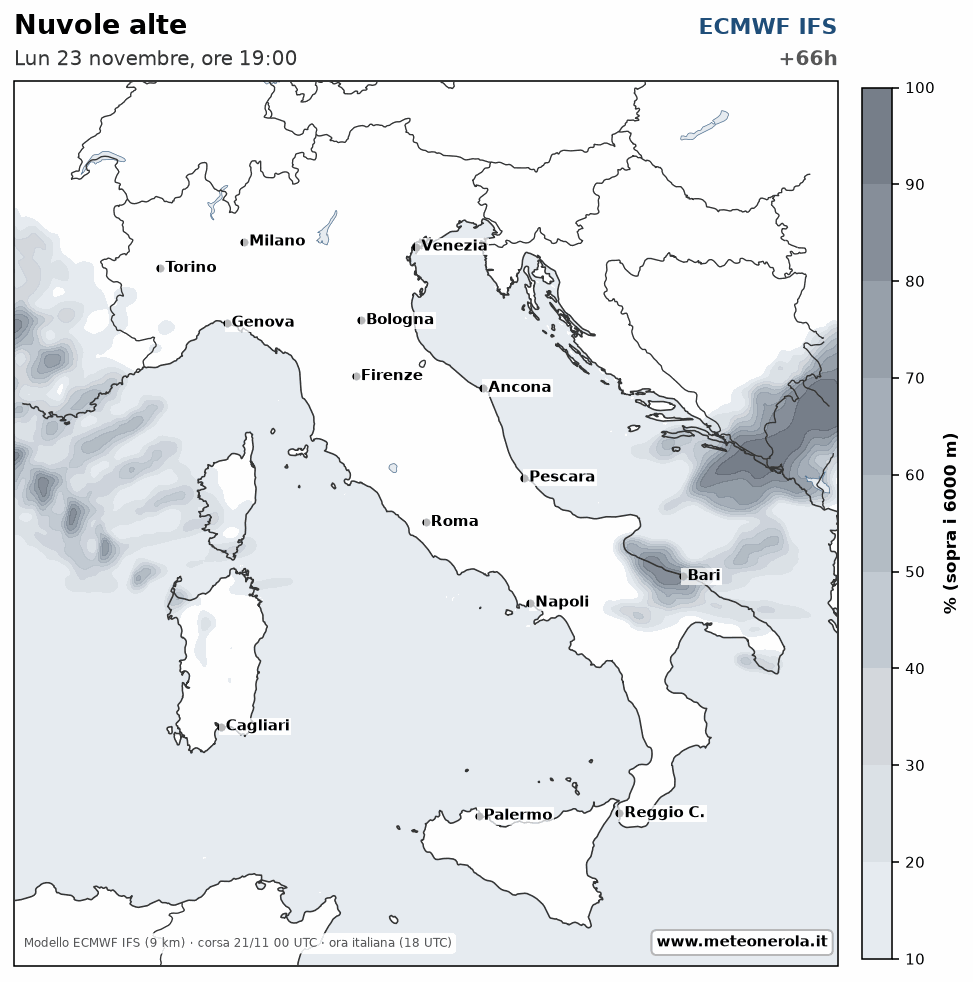 Nuvole alte
ECMWF IFS
Lun 23 novembre, ore 19:00
+66h
Milano
Venezia
Torino
Genova
Bologna
Firenze
Ancona
Pescara
Roma
Bari
Napoli
Cagliari
Palermo
Reggio C.
100
90
80
70
60
50
40
30
20
10
% (sopra i 6000 m)
Modello ECMWF IFS (9 km) · corsa 21/11 00 UTC · ora italiana (18 UTC)
www.meteonerola.it